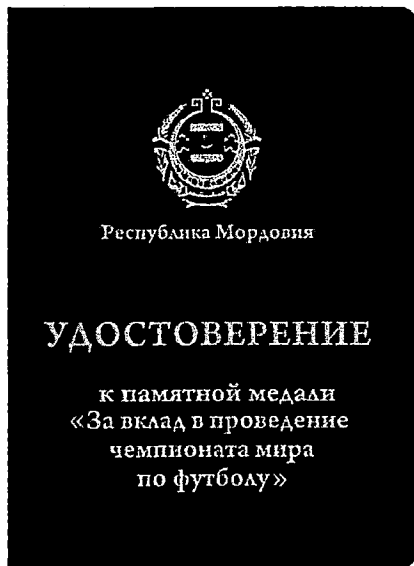 Республика Мордовия
УДОСТОВЕРЕНИЕ
к памятной медали
«За вклад в проведение
чемпионата мира
по футболу»